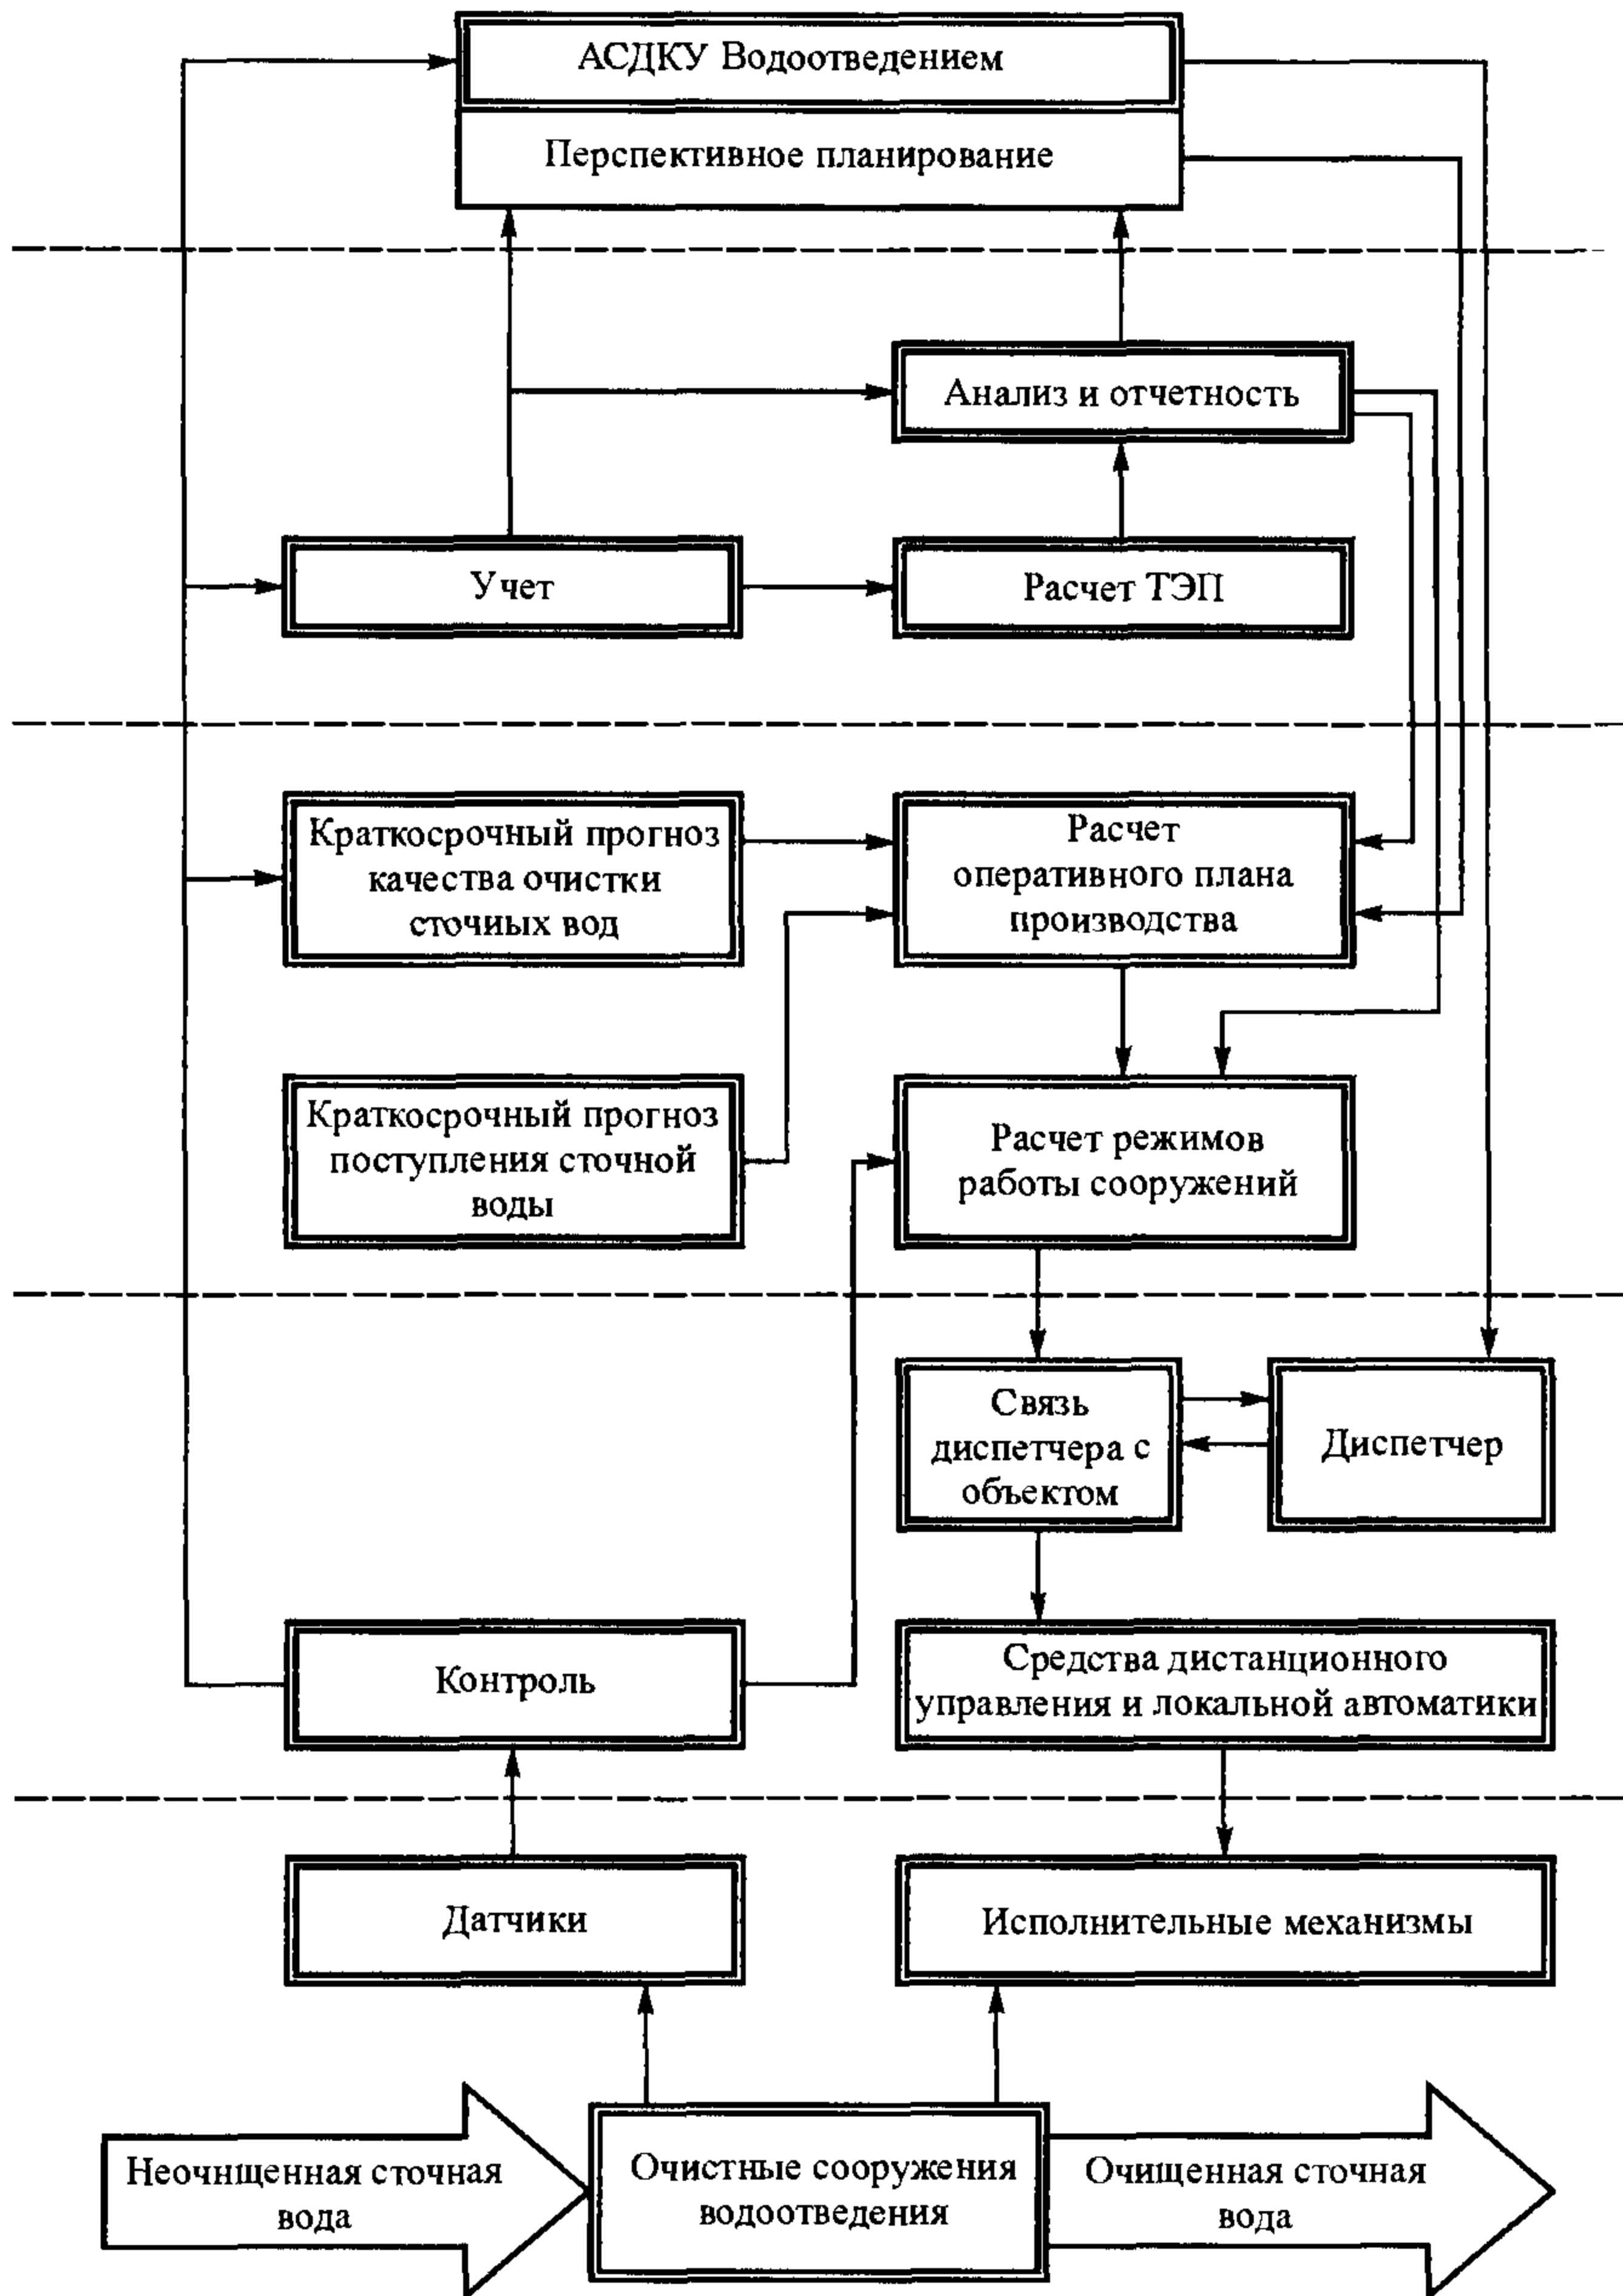 АСДКУ Водоотведением
Перспективное планирование
Анализ и отчетность
Учет
Расчет ТЭП
Краткосрочный прогноз
качества очистки
сточных вод
Расчет
оперативного плана
производства
Краткосрочный прогноз
поступления сточной
воды
Расчет режимов
работы сооружений
Связь
диспетчера с
объектом
Диспетчер
Контроль
Средства дистанционного
управления и локальной автоматики
Датчики
Исполнительные механизмы
Неочищенная сточная
вода
Очистные сооружения
водоотведения
Очищенная сточная
вода